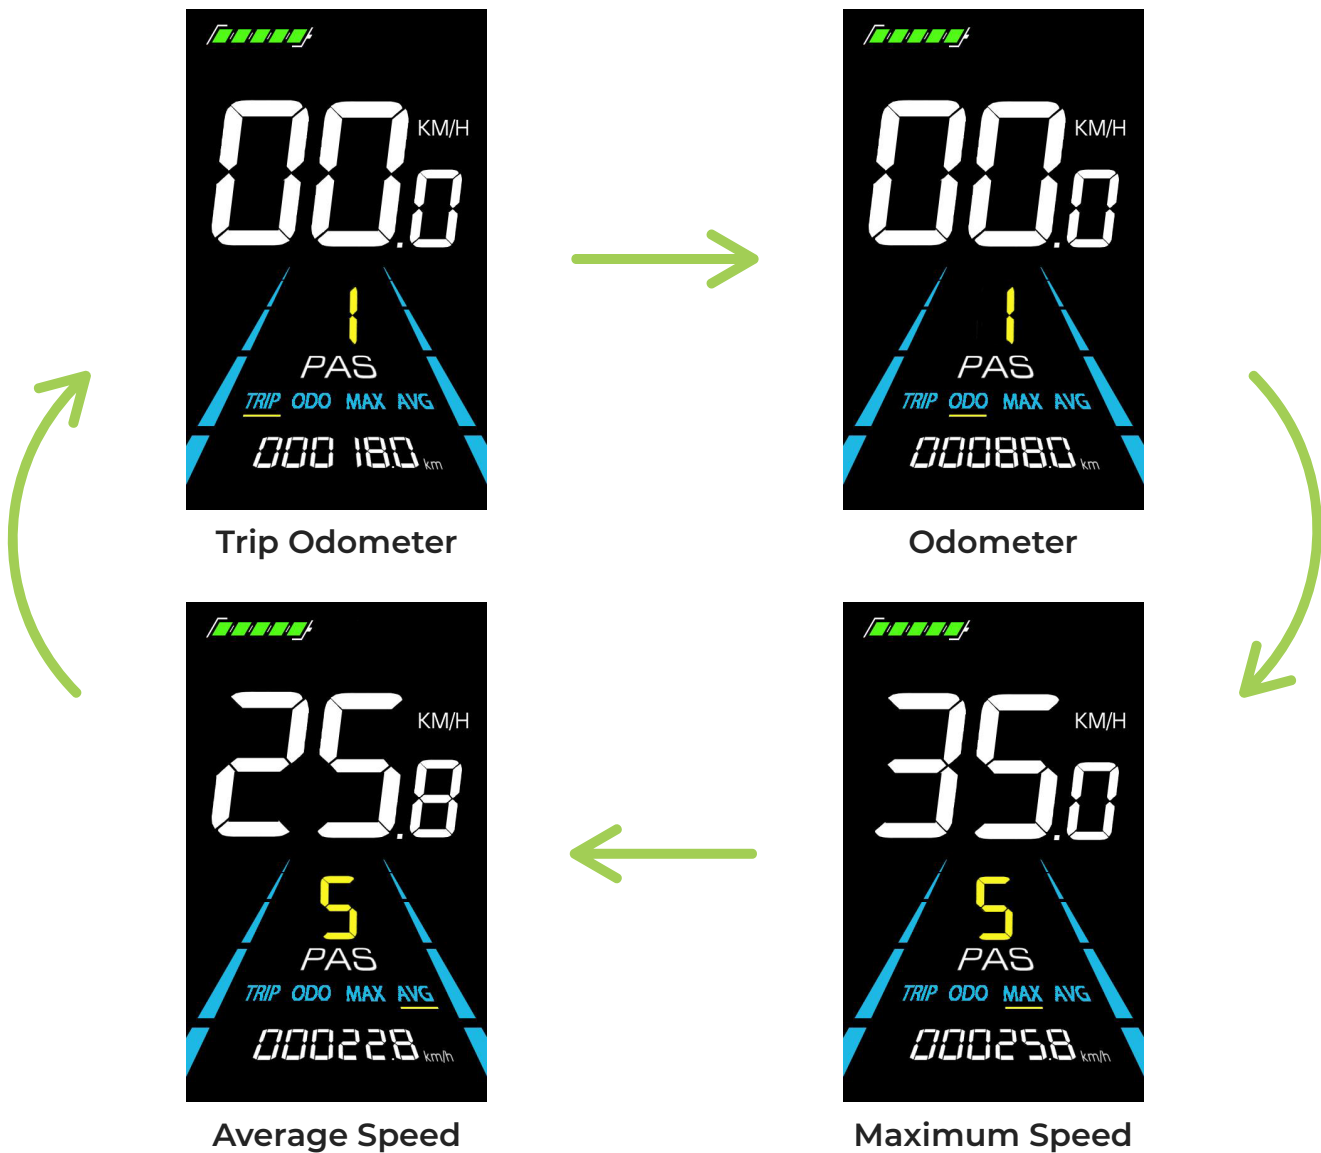 00.0 KM/H
1
PAS
TRIP ODO MAX AVG
00018.0 km
Trip Odometer
00.0 KM/H
1
PAS
TRIP ODO MAX AVG
00088.0 km
Odometer
25.8 KM/H
5
PAS
TRIP ODO MAX AVG
00022.8 km/h
Average Speed
35.0 KM/H
5
PAS
TRIP ODO MAX AVG
00025.8 km/h
Maximum Speed